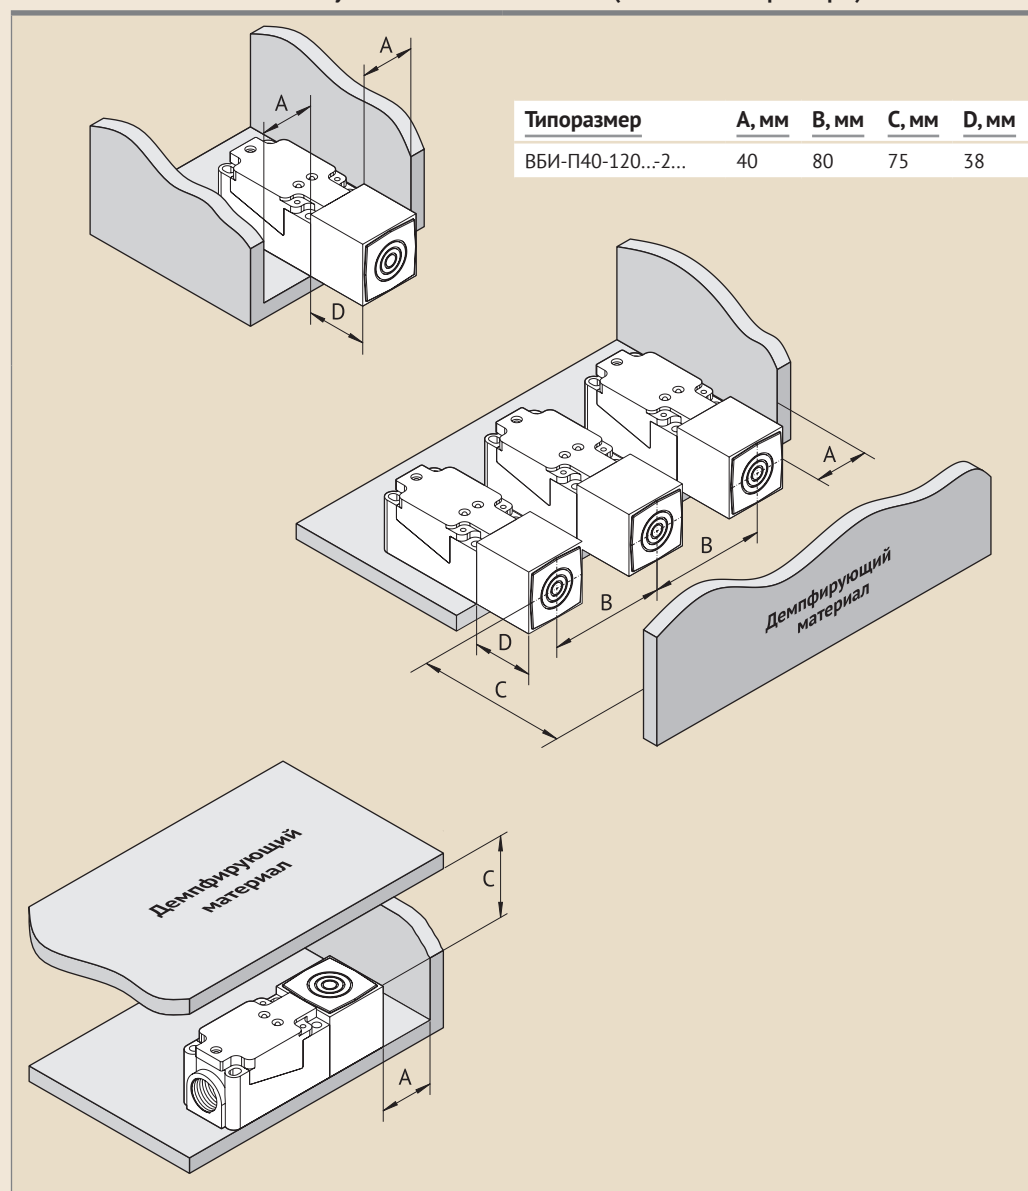 A
A
D
Типоразмер A, мм B, мм C, мм D, мм
ВБИ-П40-120...-2... 40 80 75 38
A
B
B
D
C
Демпфирующий
материал
Демпфирующий
материал
C
A